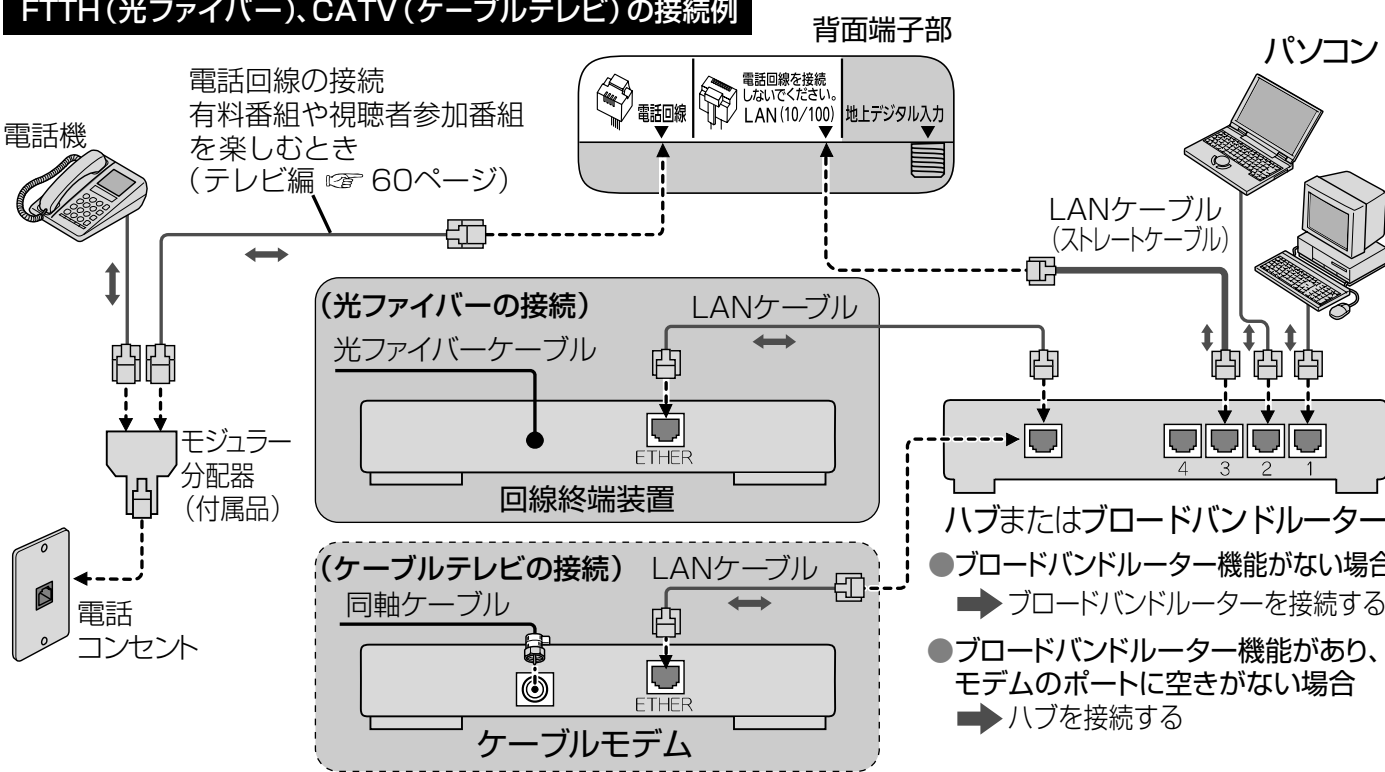 FTTH(光ファイバー)、CATV(ケーブルテレビ)の接続例
背面端子部
パソコン
電話回線
電話回線を接続
しないでください。
LAN(10/100)
地上デジタル入力
電話回線の接続
有料番組や視聴者参加番組
を楽しむとき
(テレビ編 ☞ 60ページ)
電話機
LANケーブル
(ストレートケーブル)
(光ファイバーの接続)
LANケーブル
光ファイバーケーブル
ETHER
回線終端装置
モジュラー
分配器
(付属品)
電話
コンセント
4 3 2 1
ハブまたはブロードバンドルーター
●ブロードバンドルーター機能がない場合
➡ ブロードバンドルーターを接続する
●ブロードバンドルーター機能があり、
モデムのポートに空きがない場合
➡ ハブを接続する
(ケーブルテレビの接続)
LANケーブル
同軸ケーブル
ETHER
ケーブルモデム